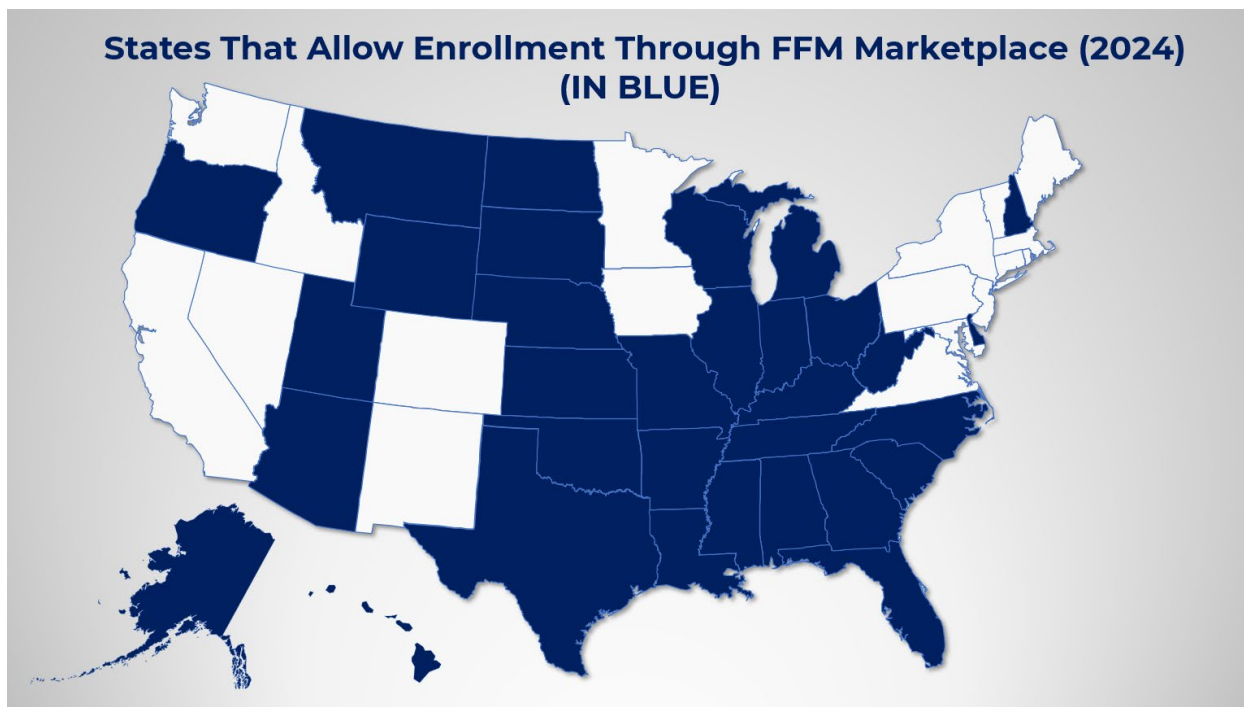 States That Allow Enrollment Through FFM Marketplace (2024)
(IN BLUE)